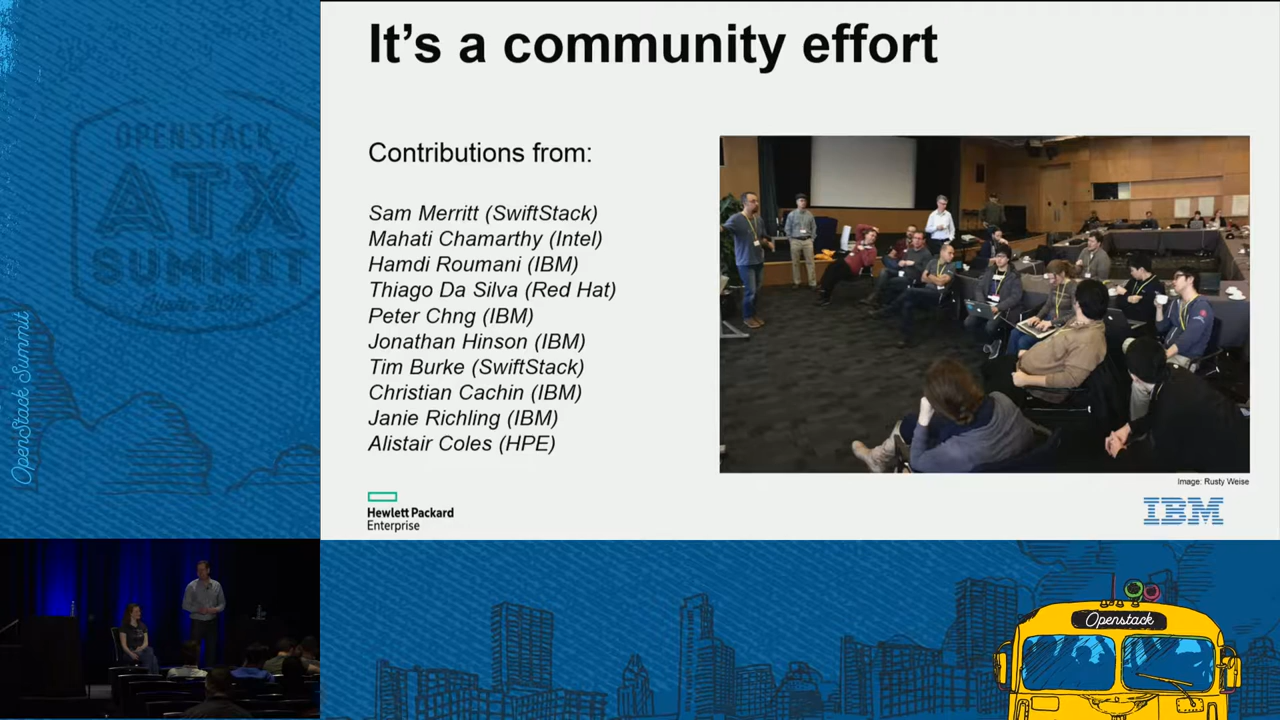 It's a community effort
Contributions from:
Sam Merritt (SwiftStack)
Mahati Chamarthy (Intel)
Hamdi Roumani (IBM)
Thiago Da Silva (Red Hat)
Peter Chng (IBM)
Jonathan Hinson (IBM)
Tim Burke (SwiftStack)
Christian Cachin (IBM)
Janie Richling (IBM)
Alistair Coles (HPE)
Image: Rusty Weise
Hewlett Packard
Enterprise
IBM
OPENSTACK
ATX
SUMMIT
OpenStack Summit
Openstack